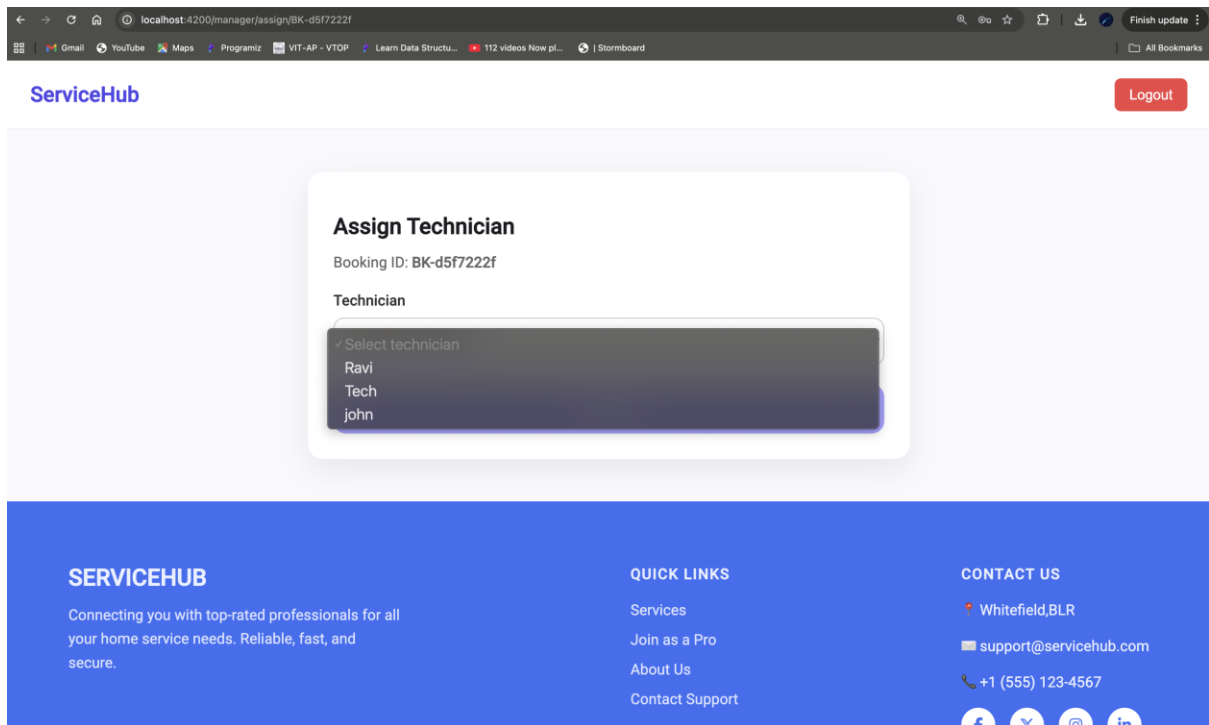 localhost:4200/manager/assign/BK-d5f7222f
Finish update
Gmail YouTube Maps Programiz VIT-AP - VTOP Learn Data Structu... 112 videos Now pl... | Stormboard All Bookmarks
ServiceHub
Logout
Assign Technician
Booking ID: BK-d5f7222f
Technician
✓Select technician
Ravi
Tech
john
SERVICEHUB
Connecting you with top-rated professionals for all
your home service needs. Reliable, fast, and
secure.
QUICK LINKS
Services
Join as a Pro
About Us
Contact Support
CONTACT US
📍 Whitefield,BLR
✉️ support@servicehub.com
📞 +1 (555) 123-4567